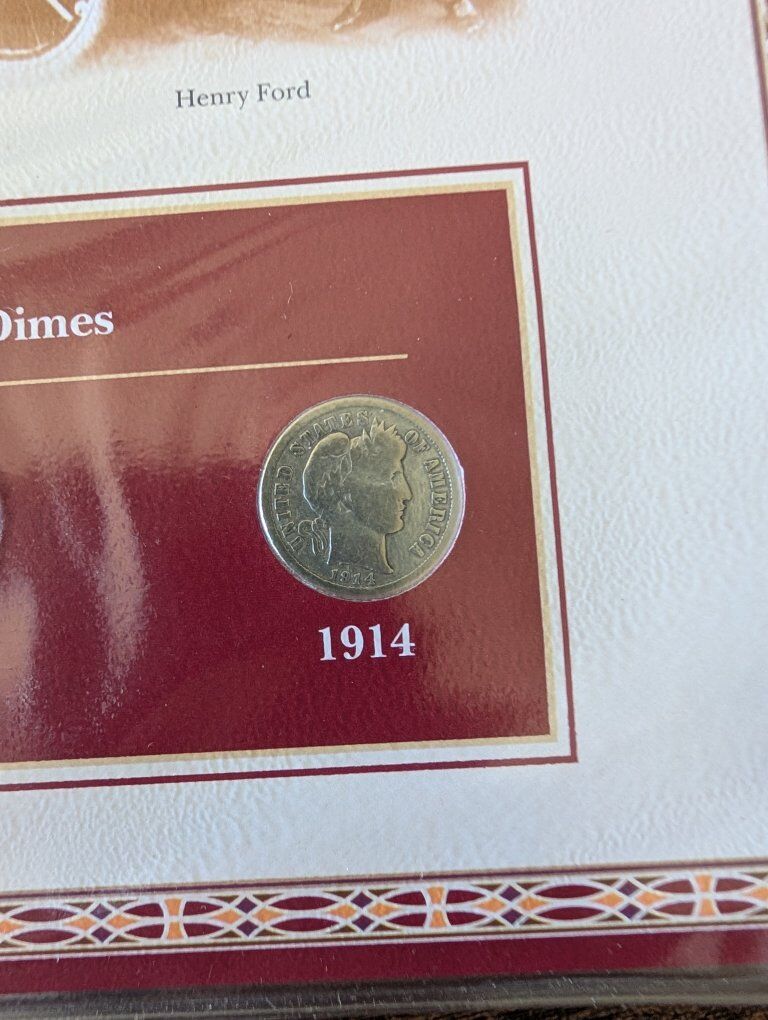 Henry Ford
Dimes
UNITED STATES OF AMERICA
1914
1914